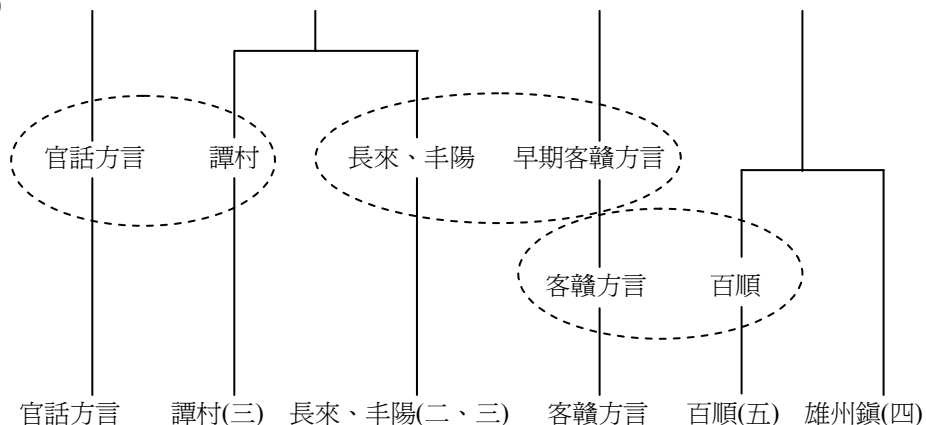 )
官話方言 譚村 長來、丰陽 早期客贛方言
客贛方言 百順
官話方言 譚村(三) 長來、丰陽(二、三) 客贛方言 百順(五) 雄州鎮(四)